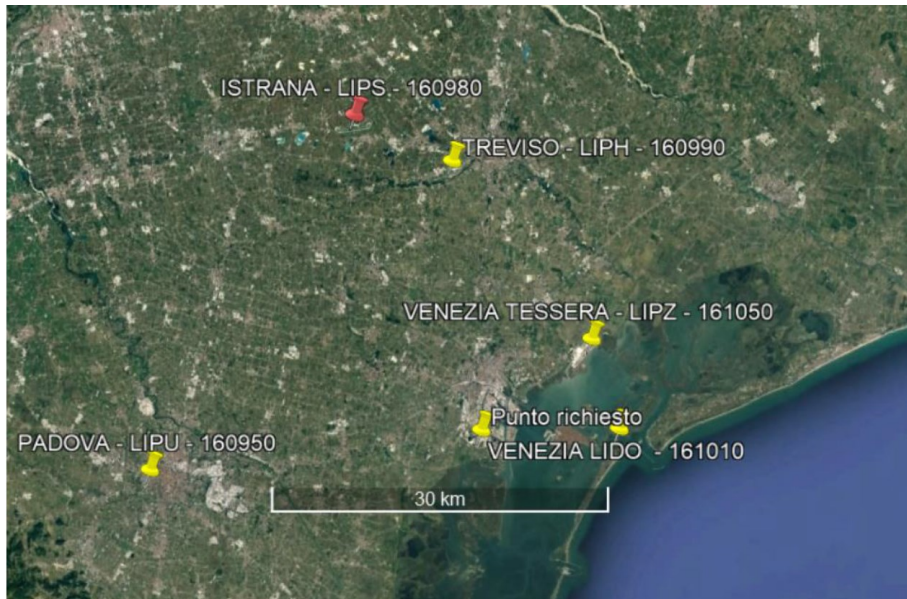 ISTRANA - LIPS - 160980
TREVISO - LIPH - 160990
VENEZIA TESSERA - LIPZ - 161050
Punto richiesto
PADOVA - LIPU - 160950
VENEZIA LIDO - 161010
30 km